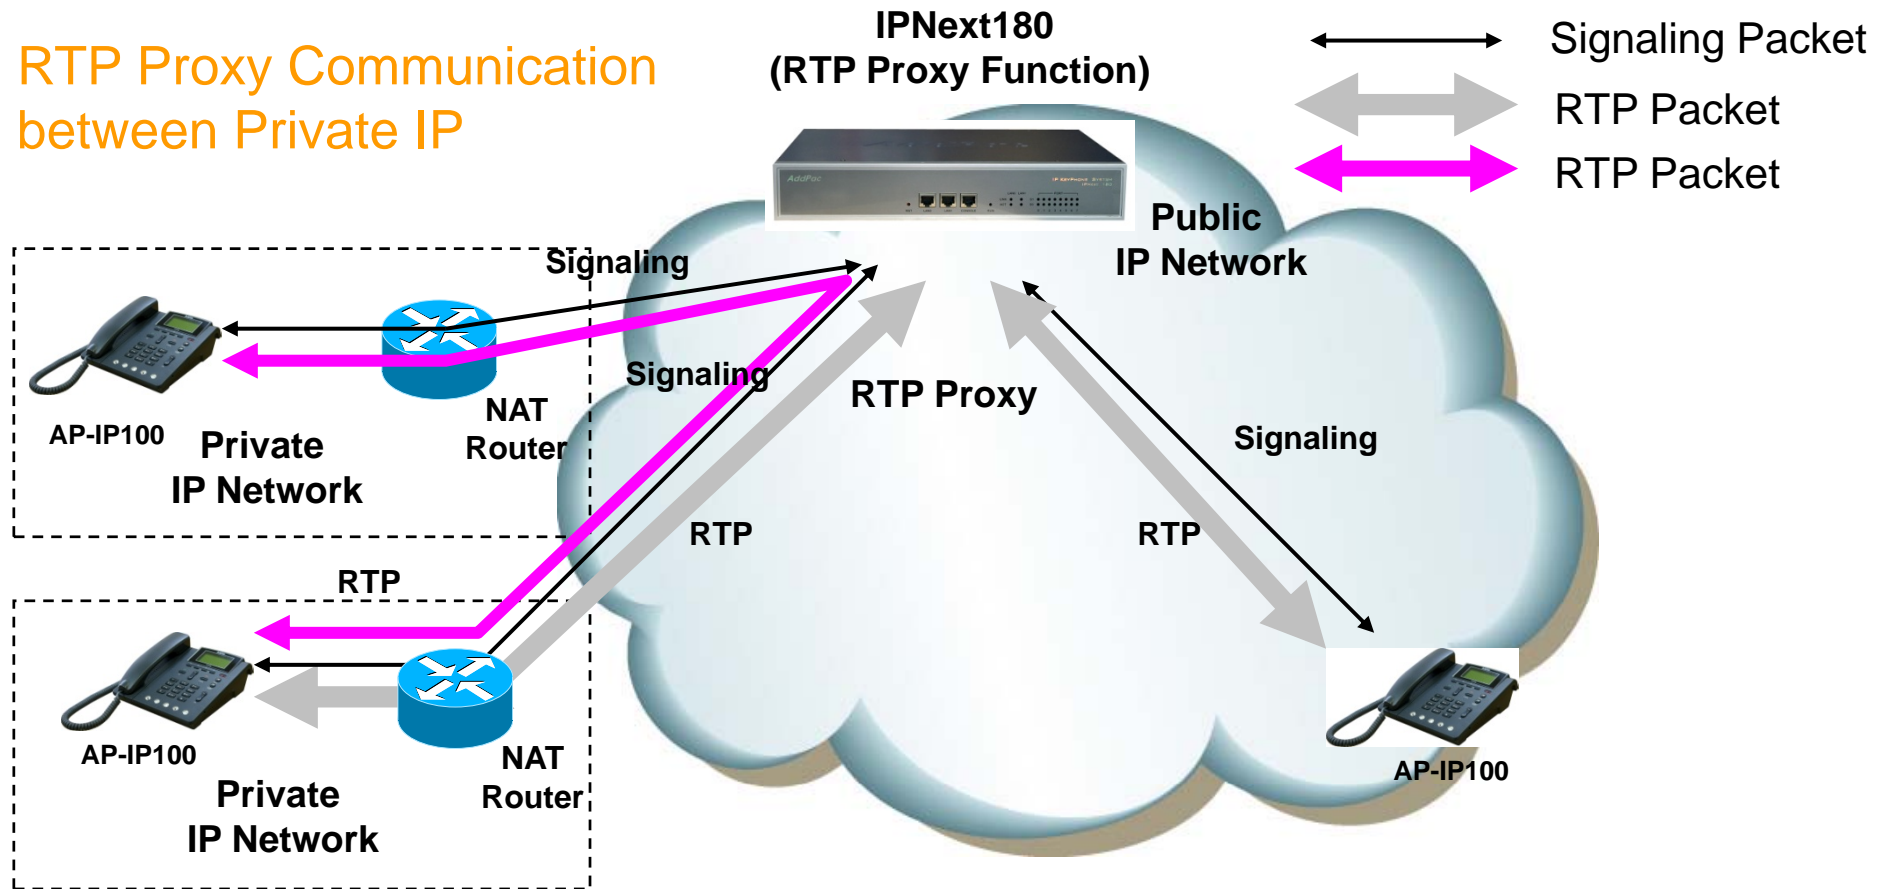 RTP Proxy Communication
between Private IP
IPNext180
(RTP Proxy Function)
Signaling Packet
RTP Packet
RTP Packet
AddPac
Public
IP Network
Signaling
Signaling
RTP Proxy
Signaling
AP-IP100
NAT
Router
Private
IP Network
RTP
RTP
RTP
AP-IP100
NAT
Router
Private
IP Network
AP-IP100